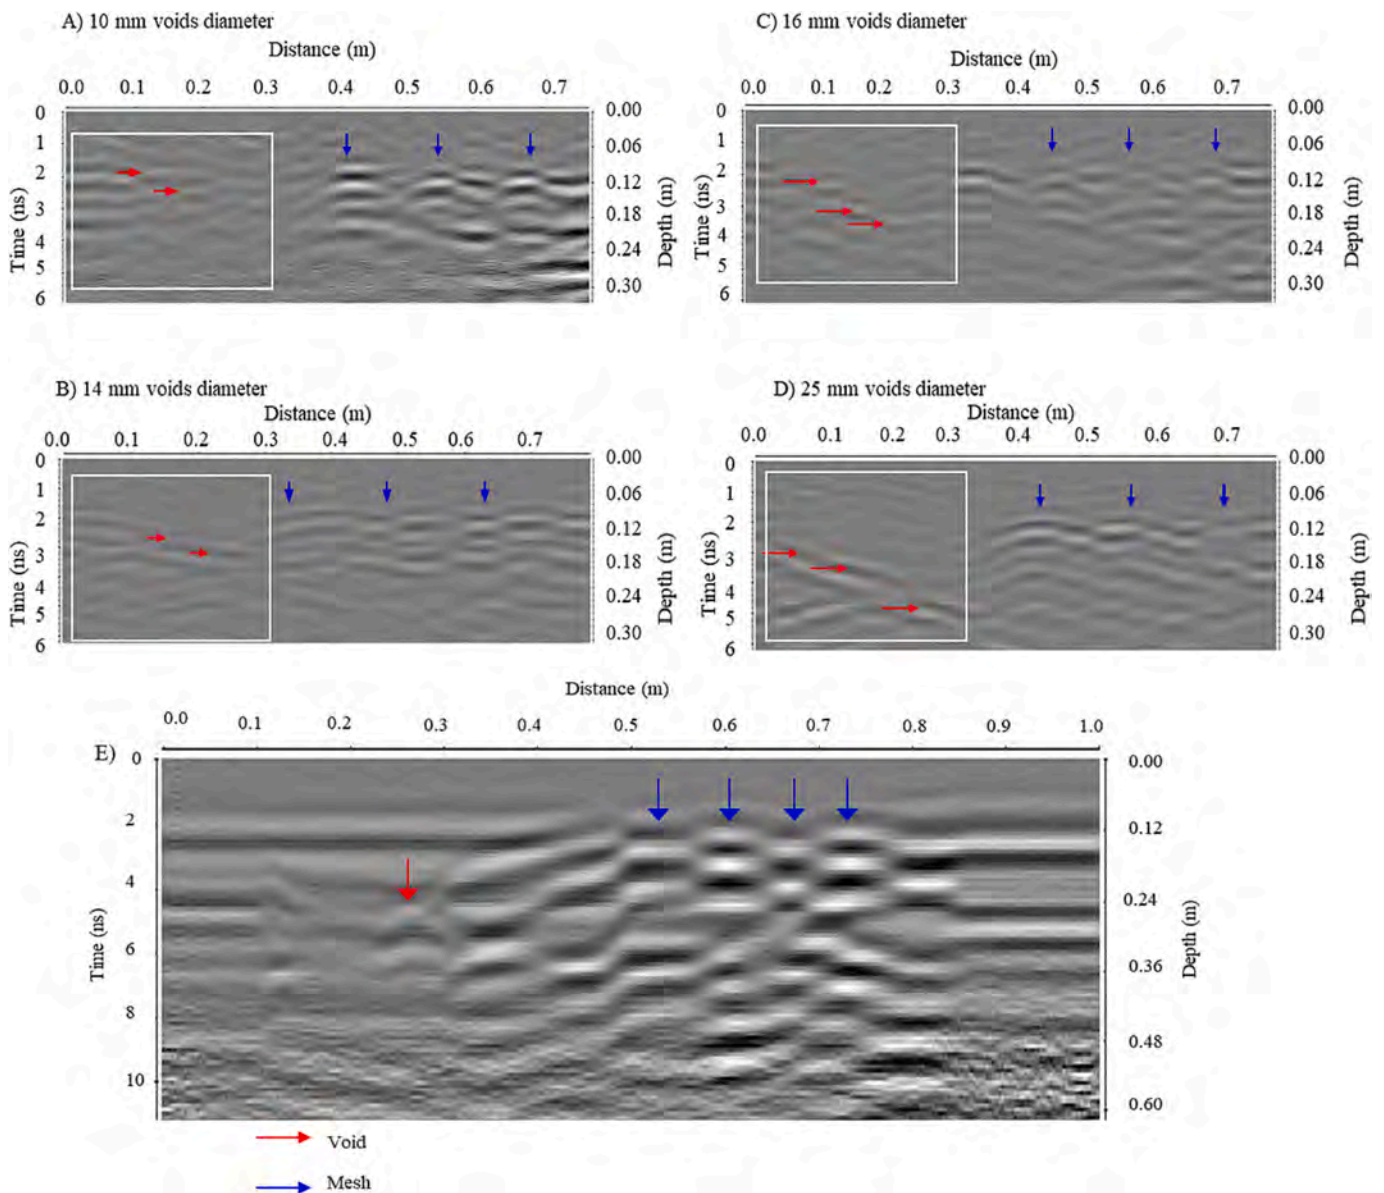 A) 10 mm voids diameter
Distance (m)
0.0 0.1 0.2 0.3 0.4 0.5 0.6 0.7
0 1 2 3 4 5 6
Time (ns)
0.00 0.06 0.12 0.18 0.24 0.30
Depth (m)
C) 16 mm voids diameter
Distance (m)
0.0 0.1 0.2 0.3 0.4 0.5 0.6 0.7
0 1 2 3 4 5 6
Time (ns)
0.00 0.06 0.12 0.18 0.24 0.30
Depth (m)
B) 14 mm voids diameter
Distance (m)
0.0 0.1 0.2 0.3 0.4 0.5 0.6 0.7
0 1 2 3 4 5 6
Time (ns)
0.00 0.06 0.12 0.18 0.24 0.30
Depth (m)
D) 25 mm voids diameter
Distance (m)
0.0 0.1 0.2 0.3 0.4 0.5 0.6 0.7
0 1 2 3 4 5 6
Time (ns)
0.00 0.06 0.12 0.18 0.24 0.30
Depth (m)
Distance (m)
0.0 0.1 0.2 0.3 0.4 0.5 0.6 0.7 0.8 0.9 1.0
E)
0 2 4 6 8 10
Time (ns)
0.00 0.12 0.24 0.36 0.48 0.60
Depth (m)
Void
Mesh